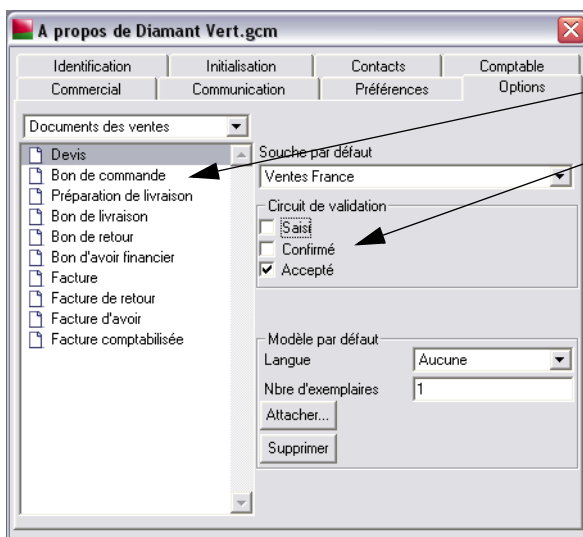 A propos de Diamant Vert.gcm
Identification Initialisation Contacts Comptable
Commercial Communication Préférences Options
Documents des ventes
Devis
Bon de commande
Préparation de livraison
Bon de livraison
Bon de retour
Bon d'avoir financier
Facture
Facture de retour
Facture d'avoir
Facture comptabilisée
Souche par défaut
Ventes France
Circuit de validation
Saisi
Confirmé
Accepté
Modèle par défaut
Langue Aucune
Nbre d'exemplaires 1
Attacher...
Supprimer